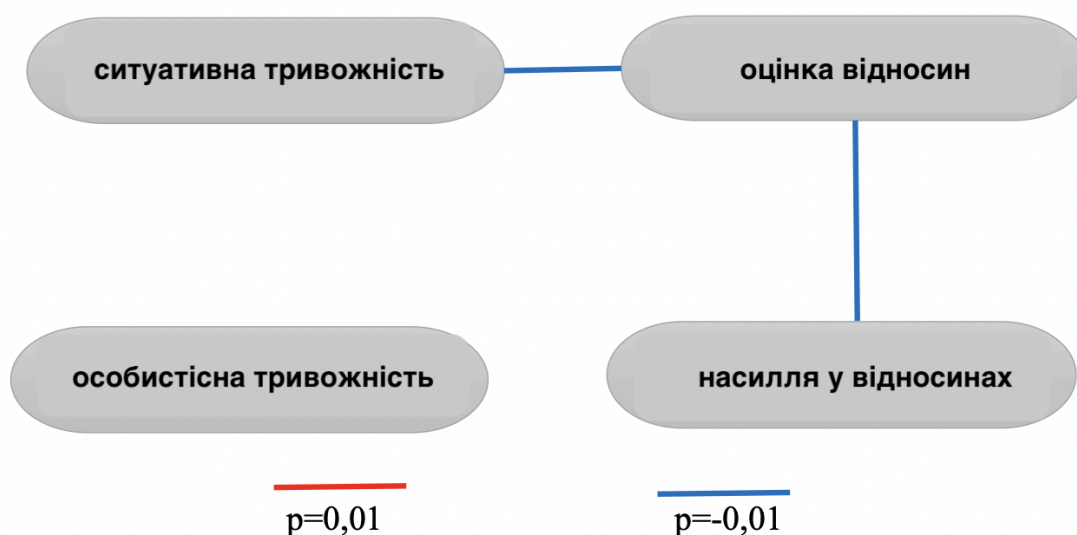 ситуативна тривожність
оцінка відносин
особистісна тривожність
насилля у відносинах
p=0,01
p=-0,01